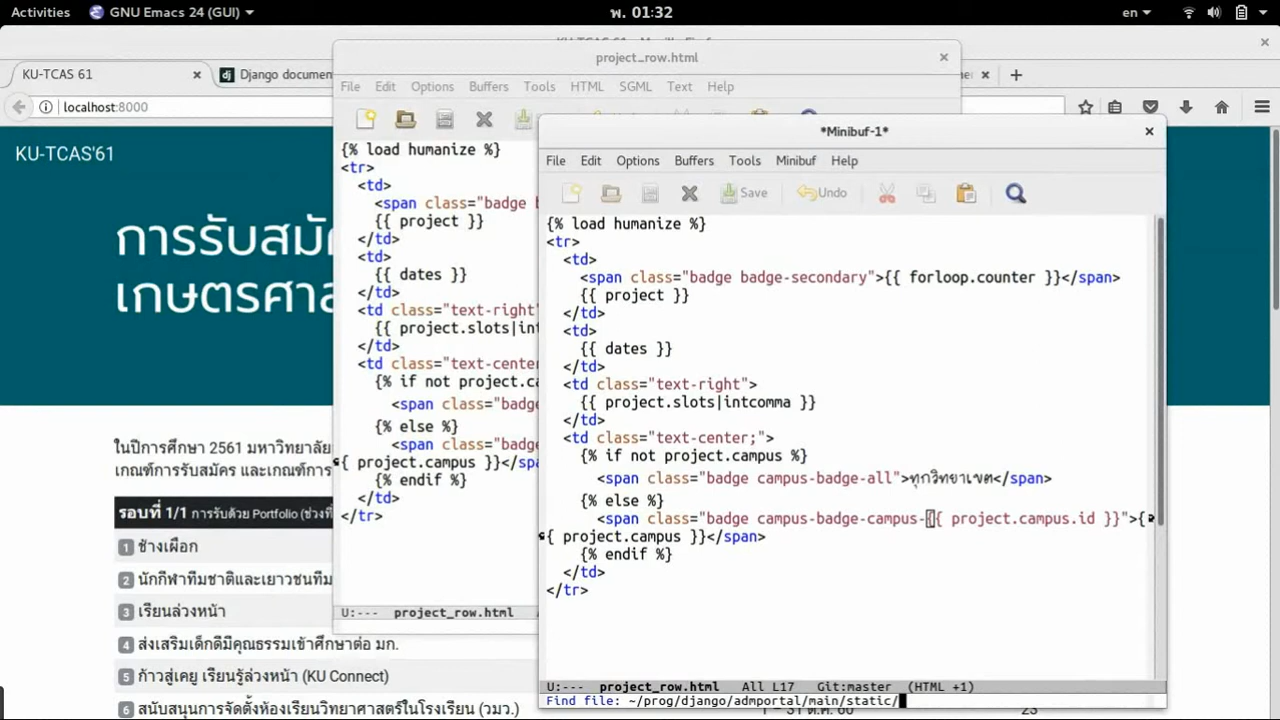 Activities GNU Emacs 24 (GUI) พ. 01:32 en
project_row.html
KU-TCAS 61
Django documen
localhost:8000
File Edit Options Buffers Tools HTML SGML Text Help
KU-TCAS'61
เกษตรศาส
{% load humanize %}
<tr>
<td>
<span class="badge b
{{ project }}
</td>
<td>
{{ dates }}
</td>
<td class="text-right"
{{ project.slots|int
</td>
<td class="text-center
{% if not project.ca
<span class="badg
{% else %}
<span class="badg
{ project.campus }}</spa
{% endif %}
</td>
</tr>
U:--- project_row.html
ในปีการศึกษา 2561 มหาวิทยาลัย
เกณฑ์การรับสมัคร และเกณฑ์การ
รอบที่ 1/1 การรับด้วย Portfolio (ช่วงที่
1 ช้างเผือก
2 นักกีฬาทีมชาติและเยาวชนทีม
3 เรียนล่วงหน้า
4 ส่งเสริมเด็กดีมีคุณธรรมเข้าศึกษาต่อ มก.
5 ก้าวสู่เคยู เรียนรู้ล่วงหน้า (KU Connect)
6 สนับสนุนการจัดตั้งห้องเรียนวิทยาศาสตร์ในโรงเรียน (วมว.)
*Minibuf-1*
File Edit Options Buffers Tools Minibuf Help
Save Undo
{% load humanize %}
<tr>
<td>
<span class="badge badge-secondary">{{ forloop.counter }}</span>
{{ project }}
</td>
<td>
{{ dates }}
</td>
<td class="text-right">
{{ project.slots|intcomma }}
</td>
<td class="text-center;">
{% if not project.campus %}
<span class="badge campus-badge-all">ทุกวิทยาเขต</span>
{% else %}
<span class="badge campus-badge-campus-{{ project.campus.id }}">{
{ project.campus }}</span>
{% endif %}
</td>
</tr>
U:--- project_row.html All L17 Git:master (HTML +1)
Find file: ~/prog/django/admportal/main/static/